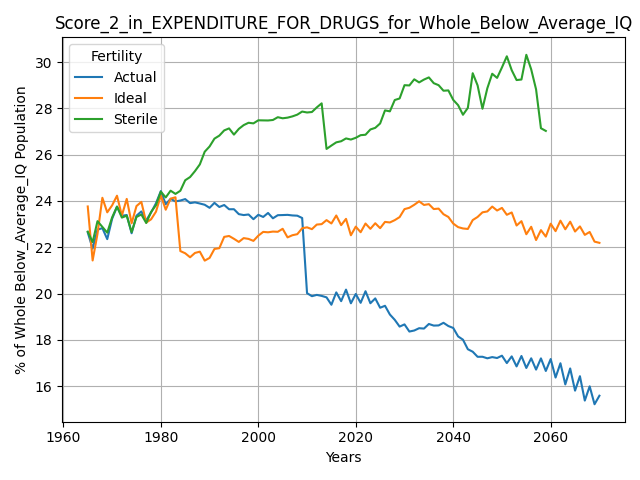 Score_2_in_EXPENDITURE_FOR_DRUGS_for_Whole_Below_Average_IQ
Fertility
Actual
Ideal
Sterile
% of Whole Below_Average_IQ Population
30
28
26
24
22
20
18
16
1960
1980
2000
2020
2040
2060
Years